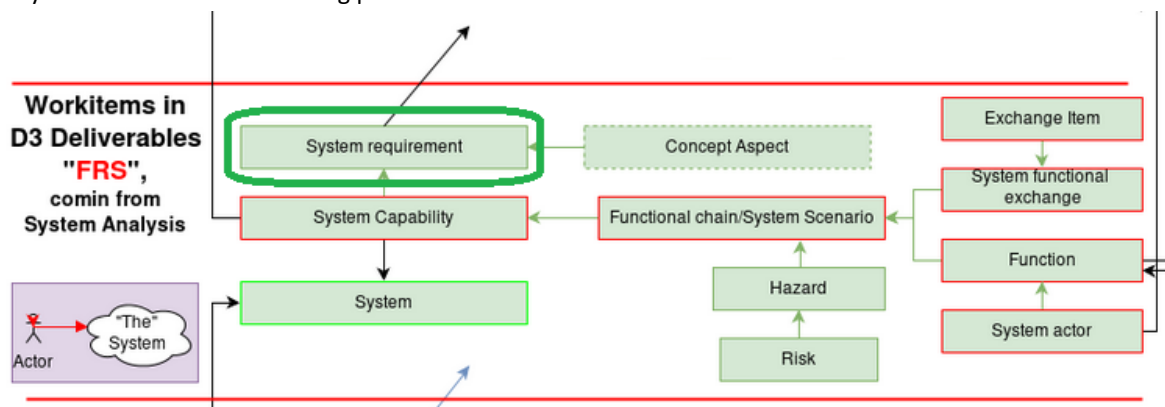 Workitems in
D3 Deliverables
"FRS",
comin from
System Analysis
System requirement
Concept Aspect
Exchange Item
System Capability
Functional chain/System Scenario
System functional
exchange
System
Hazard
Function
Risk
System actor
"The"
System
Actor